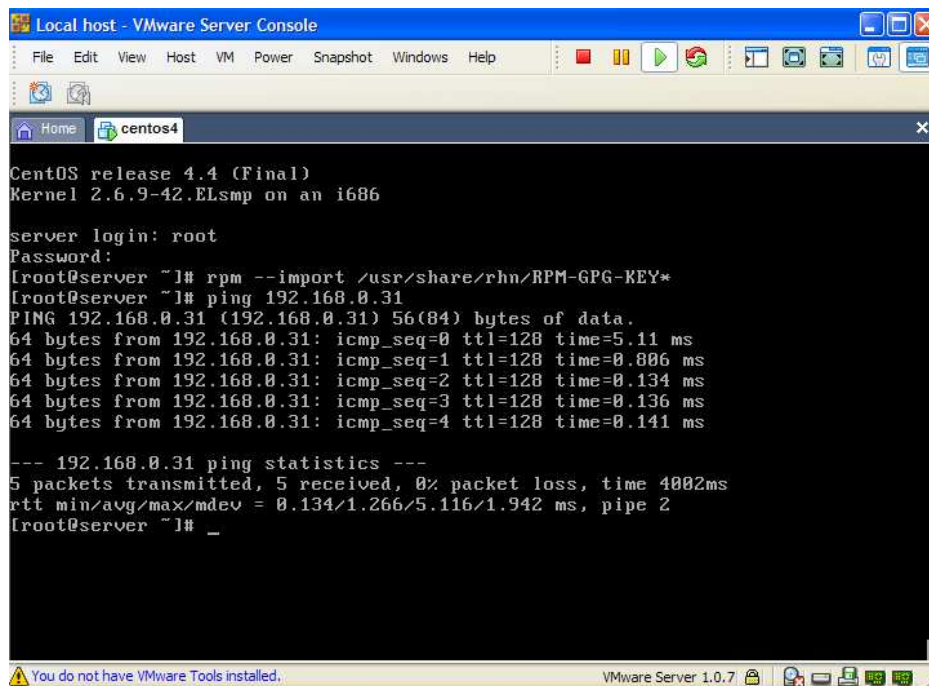 Local host - VMware Server Console
File Edit View Host VM Power Snapshot Windows Help
Home centos4
CentOS release 4.4 (Final)
Kernel 2.6.9-42.ELsmp on an i686
server login: root
Password:
[root@server ~]# rpm --import /usr/share/rhn/RPM-GPG-KEY*
[root@server ~]# ping 192.168.0.31
PING 192.168.0.31 (192.168.0.31) 56(84) bytes of data.
64 bytes from 192.168.0.31: icmp_seq=0 ttl=128 time=5.11 ms
64 bytes from 192.168.0.31: icmp_seq=1 ttl=128 time=0.806 ms
64 bytes from 192.168.0.31: icmp_seq=2 ttl=128 time=0.134 ms
64 bytes from 192.168.0.31: icmp_seq=3 ttl=128 time=0.136 ms
64 bytes from 192.168.0.31: icmp_seq=4 ttl=128 time=0.141 ms
--- 192.168.0.31 ping statistics ---
5 packets transmitted, 5 received, 0% packet loss, time 4002ms
rtt min/avg/max/mdev = 0.134/1.266/5.116/1.942 ms, pipe 2
[root@server ~]# _
You do not have VMware Tools installed. VMware Server 1.0.7